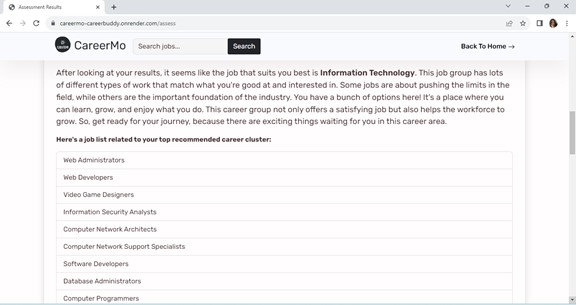 Assessment Results
careermo-careerbuddy.onrender.com/assess
CareerMo
Search jobs...
Search
Back To Home →
After looking at your results, it seems like the job that suits you best is Information Technology. This job group has lots
of different types of work that match what you're good at and interested in. Some jobs are about pushing the limits in the
field, while others are the important foundation of the industry. You have a bunch of options here! It's a place where you
can learn, grow, and enjoy what you do. This career group not only offers a satisfying job but also helps the workforce to
grow. So, get ready for your journey, because there are exciting things waiting for you in this career area.
Here's a job list related to your top recommended career cluster:
Web Administrators
Web Developers
Video Game Designers
Information Security Analysts
Computer Network Architects
Computer Network Support Specialists
Software Developers
Database Administrators
Computer Programmers